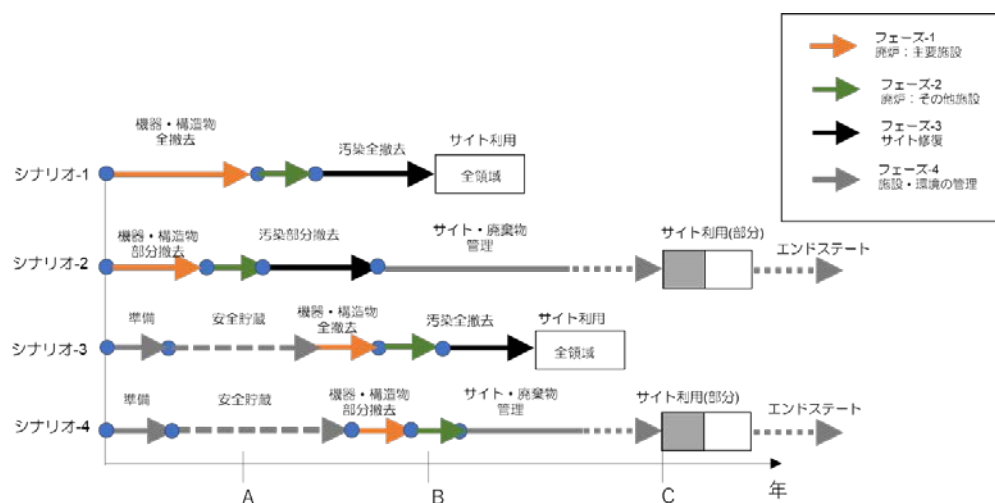 フェーズ-1
廃炉：主要施設
フェーズ-2
廃炉：その他施設
フェーズ-3
サイト修復
フェーズ-4
施設・環境の管理
シナリオ-1
機器・構造物
全撤去
汚染全撤去
サイト利用
全領域
シナリオ-2
機器・構造物
部分撤去
汚染部分撤去
サイト・廃棄物
管理
サイト利用(部分)
エンドステート
シナリオ-3
準備
安全貯蔵
機器・構造物
全撤去
汚染全撤去
サイト利用
全領域
シナリオ-4
準備
安全貯蔵
機器・構造物
部分撤去
サイト・廃棄物
管理
サイト利用(部分)
エンドステート
A
B
C
年